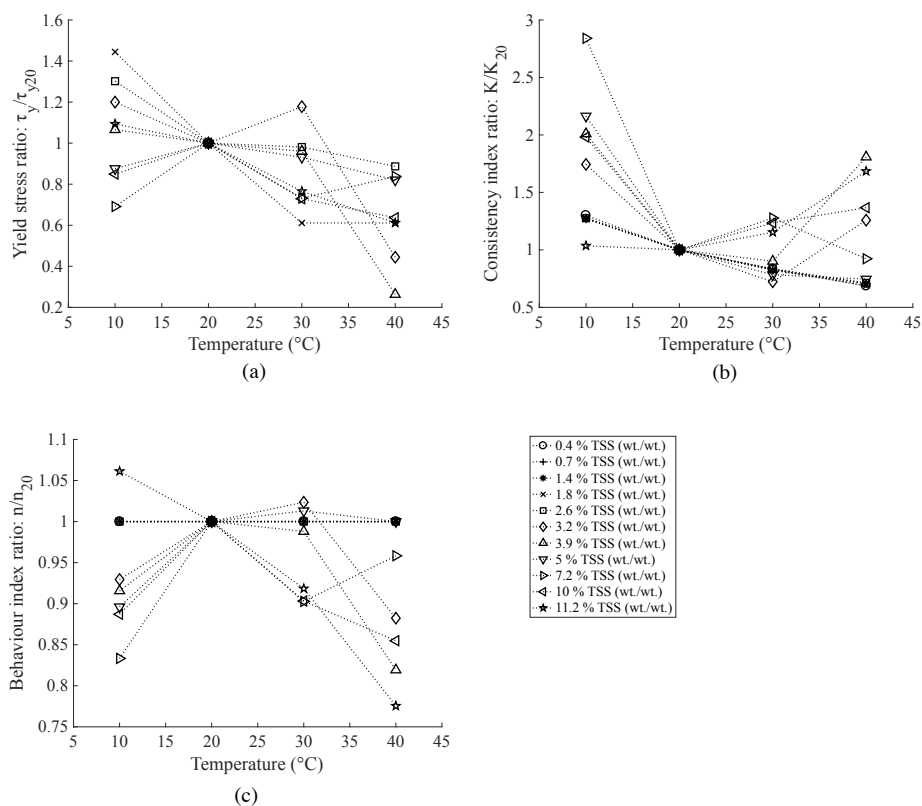 1.6
1.4
1.2
1
0.8
0.6
0.4
0.2
5 10 15 20 25 30 35 40 45
Yield stress ratio: τy/τy20
Temperature (°C)
(a)
3
2.5
2
1.5
1
0.5
5 10 15 20 25 30 35 40 45
Consistency index ratio: K/K20
Temperature (°C)
(b)
1.1
1.05
1
0.95
0.9
0.85
0.8
0.75
5 10 15 20 25 30 35 40 45
Behaviour index ratio: n/n20
Temperature (°C)
(c)
0.4 % TSS (wt./wt.)
0.7 % TSS (wt./wt.)
1.4 % TSS (wt./wt.)
1.8 % TSS (wt./wt.)
2.6 % TSS (wt./wt.)
3.2 % TSS (wt./wt.)
3.9 % TSS (wt./wt.)
5 % TSS (wt./wt.)
7.2 % TSS (wt./wt.)
10 % TSS (wt./wt.)
11.2 % TSS (wt./wt.)